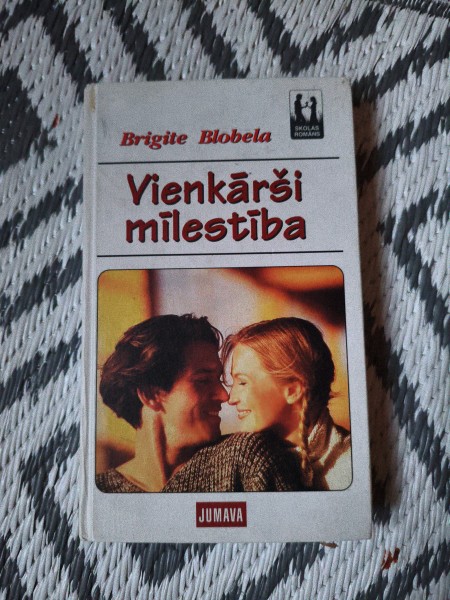 Brigite Blobela
SKOLAS
ROMĀNS
Vienkārši
mīlestība
JUMAVA